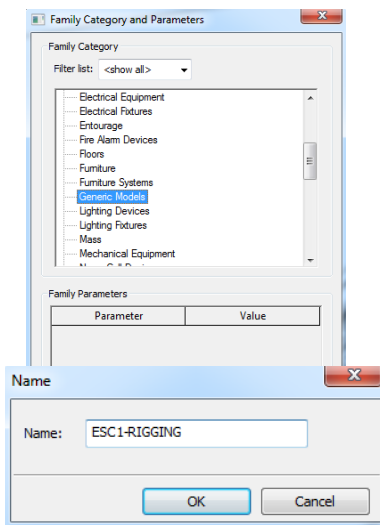 Family Category and Parameters
Family Category
Filter list: <show all>
Electrical Equipment
Electrical Fixtures
Entourage
Fire Alarm Devices
Floors
Furniture
Furniture Systems
Generic Models
Lighting Devices
Lighting Fixtures
Mass
Mechanical Equipment
Family Parameters
Parameter Value
Name
Name: ESC1-RIGGING
OK Cancel